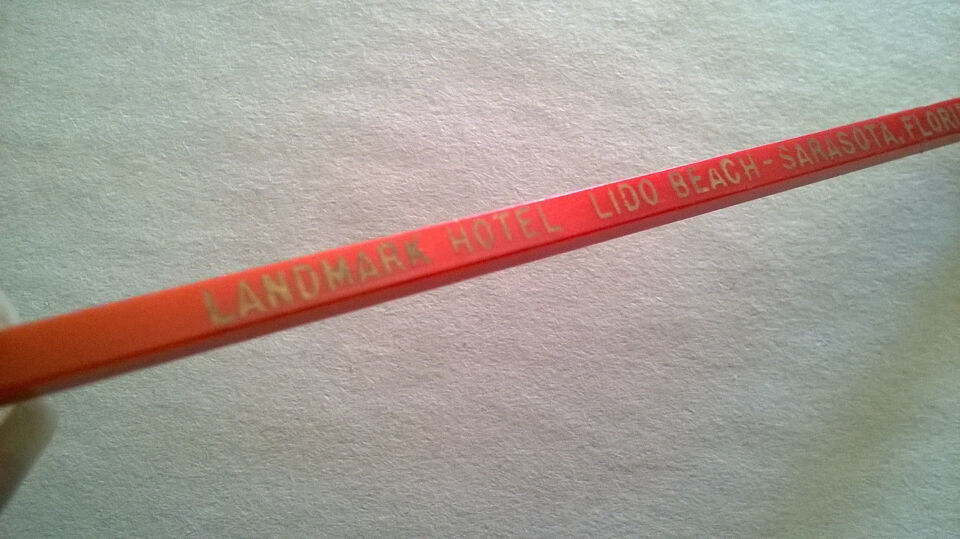 LANDMARK HOTEL LIDO BEACH-SARASOTA, FLORI